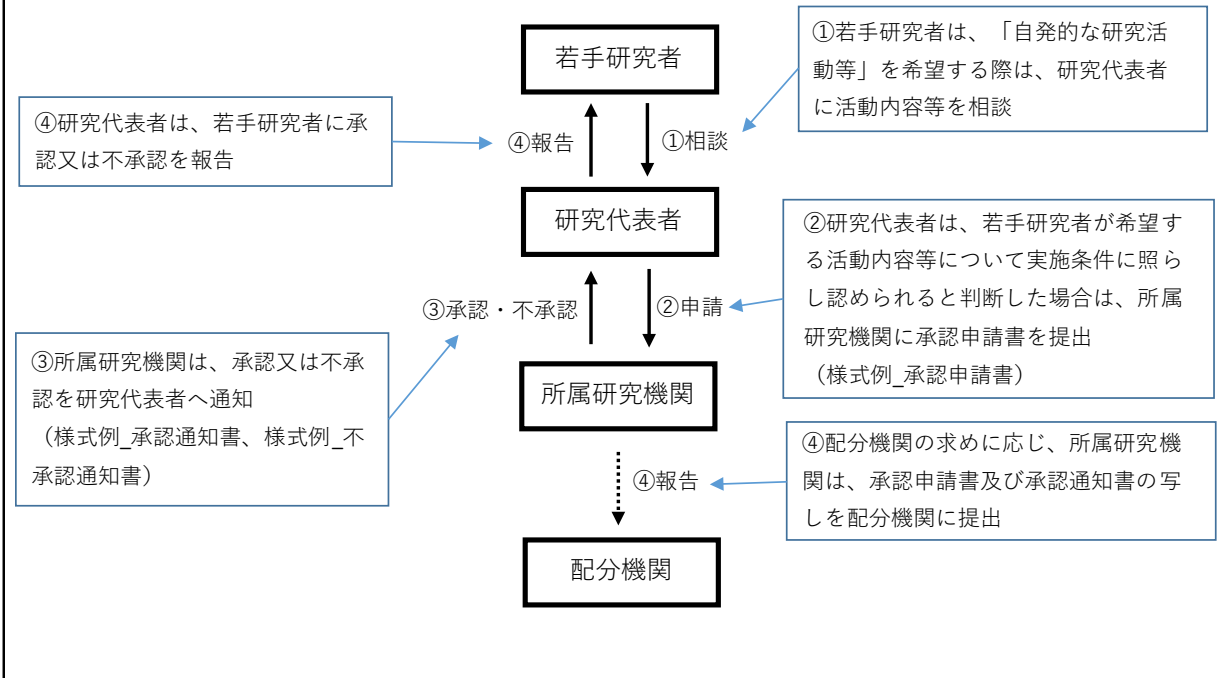 若手研究者
①若手研究者は、「自発的な研究活
動等」を希望する際は、研究代表者
に活動内容等を相談
④研究代表者は、若手研究者に承
認又は不承認を報告
④報告
①相談
研究代表者
②研究代表者は、若手研究者が希望す
る活動内容等について実施条件に照ら
し認められると判断した場合は、所属
研究機関に承認申請書を提出
（様式例_承認申請書）
③承認・不承認
②申請
③所属研究機関は、承認又は不承
認を研究代表者へ通知
（様式例_承認通知書、様式例_不
承認通知書）
所属研究機関
④配分機関の求めに応じ、所属研究機
関は、承認申請書及び承認通知書の写
しを配分機関に提出
④報告
配分機関